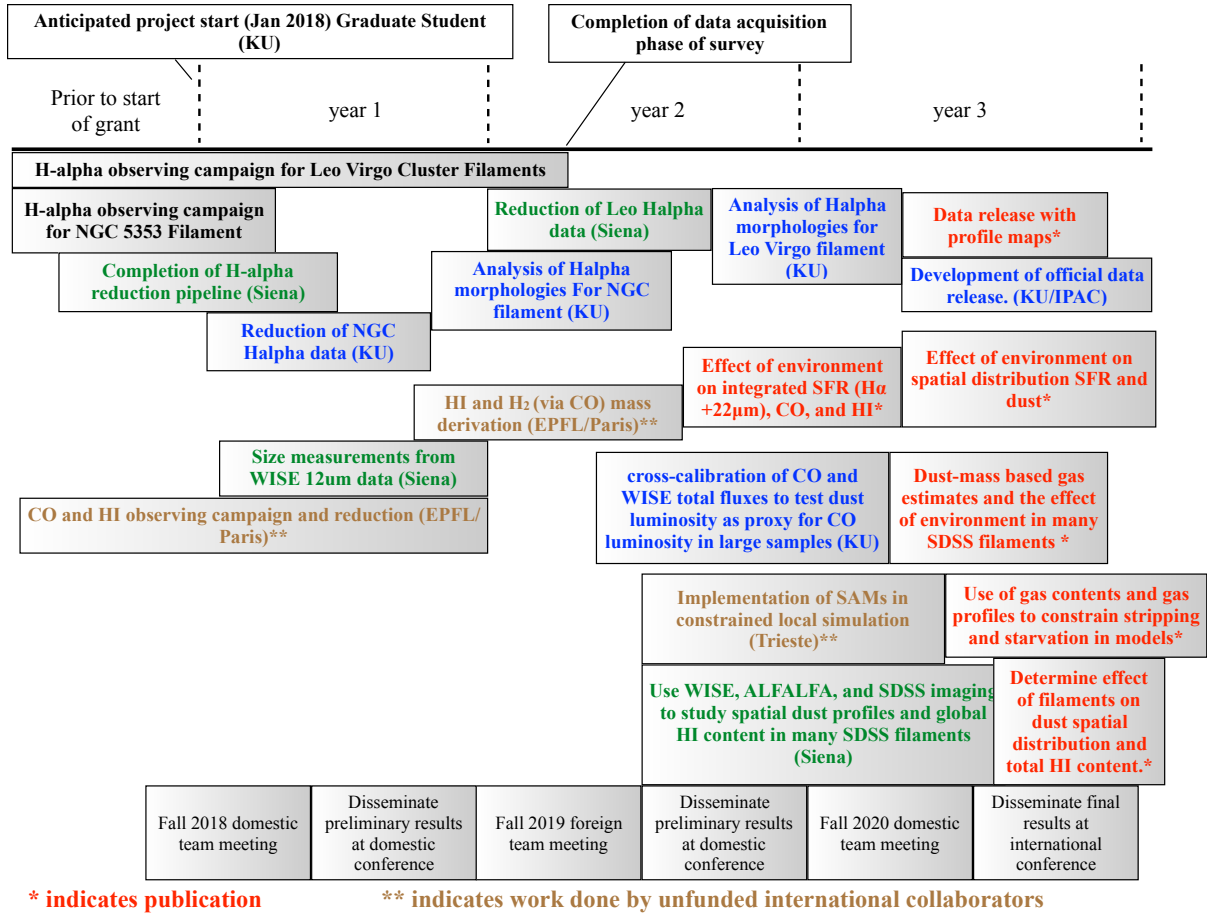 Anticipated project start (Jan 2018) Graduate Student
(KU)
Completion of data acquisition
phase of survey
Prior to start
of grant
year 1
year 2
year 3
H-alpha observing campaign for Leo Virgo Cluster Filaments
H-alpha observing campaign
for NGC 5353 Filament
Reduction of Leo Halpha
data (Siena)
Analysis of Halpha
morphologies for
Leo Virgo filament
(KU)
Data release with
profile maps*
Completion of H-alpha
reduction pipeline (Siena)
Analysis of Halpha
morphologies For NGC
filament (KU)
Development of official data
release. (KU/IPAC)
Reduction of NGC
Halpha data (KU)
Effect of environment
on integrated SFR (Hα
+22μm), CO, and HI*
Effect of environment on
spatial distribution SFR and
dust*
HI and H2 (via CO) mass
derivation (EPFL/Paris)**
Size measurements from
WISE 12um data (Siena)
cross-calibration of CO and
WISE total fluxes to test dust
luminosity as proxy for CO
luminosity in large samples (KU)
Dust-mass based gas
estimates and the effect
of environment in many
SDSS filaments *
CO and HI observing campaign and reduction (EPFL/
Paris)**
Implementation of SAMs in
constrained local simulation
(Trieste)**
Use of gas contents and gas
profiles to constrain stripping
and starvation in models*
Use WISE, ALFALFA, and SDSS imaging
to study spatial dust profiles and global
HI content in many SDSS filaments
(Siena)
Determine effect
of filaments on
dust spatial
distribution and
total HI content.*
Fall 2018 domestic
team meeting
Disseminate
preliminary results
at domestic
conference
Fall 2019 foreign
team meeting
Disseminate
preliminary results
at domestic
conference
Fall 2020 domestic
team meeting
Disseminate final
results at
international
conference
* indicates publication
** indicates work done by unfunded international collaborators